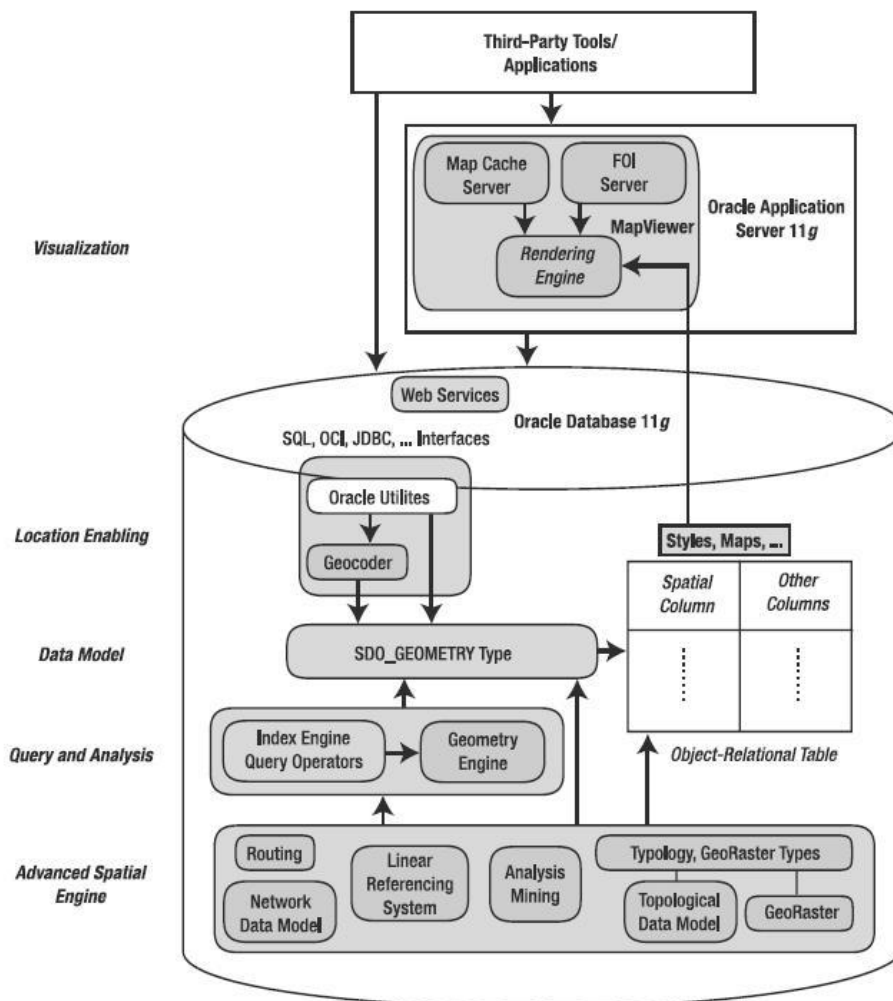 Third-Party Tools/
Applications
Map Cache
Server
FOI
Server
MapViewer
Oracle Application
Server 11g
Rendering
Engine
Visualization
Web Services
Oracle Database 11g
SQL, OCI, JDBC, ... Interfaces
Oracle Utilites
Location Enabling
Geocoder
Styles, Maps, ...
Spatial
Column
Other
Columns
Data Model
SDO_GEOMETRY Type
Query and Analysis
Index Engine
Query Operators
Geometry
Engine
Object-Relational Table
Advanced Spatial
Engine
Routing
Network
Data Model
Linear
Referencing
System
Analysis
Mining
Typology, GeoRaster Types
Topological
Data Model
GeoRaster